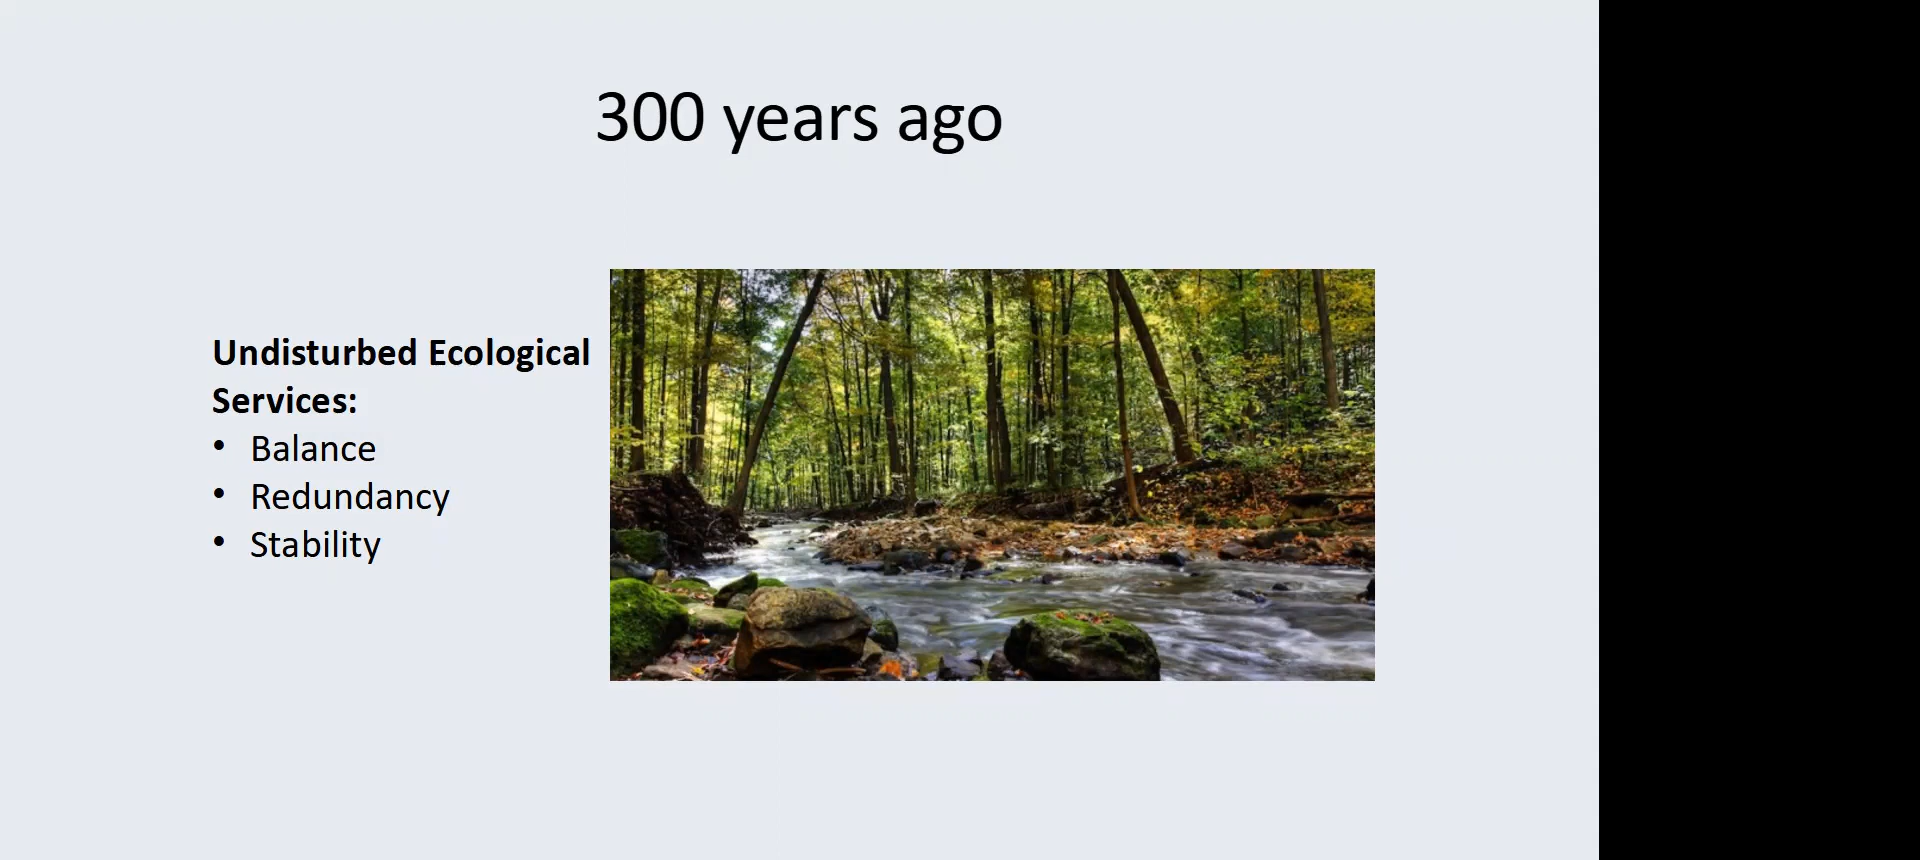 300 years ago
Undisturbed Ecological
Services:
• Balance
• Redundancy
• Stability